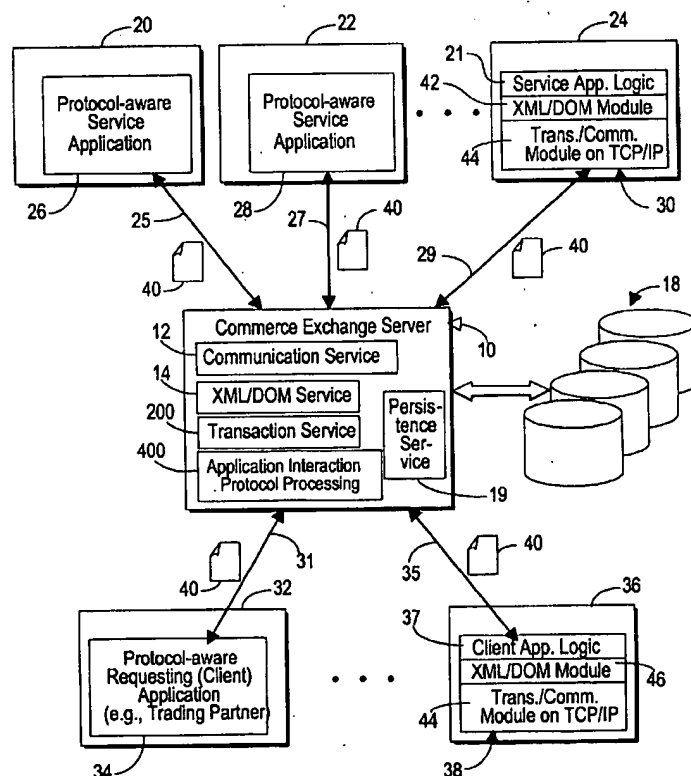 20
22
24
Protocol-aware
Service
Application
Protocol-aware
Service
Application
21
Service App. Logic
42
XML/DOM Module
44
Trans./Comm.
Module on TCP/IP
26
28
30
25
27
40
29
40
40
18
Commerce Exchange Server
10
12
Communication Service
14
XML/DOM Service
200
Transaction Service
400
Application Interaction
Protocol Processing
Persis-
tence
Ser-
vice
19
31
35
40
40
32
36
37
Protocol-aware
Requesting (Client)
Application
(e.g., Trading Partner)
Client App. Logic
XML/DOM Module
46
44
Trans./Comm.
Module on TCP/IP
34
38